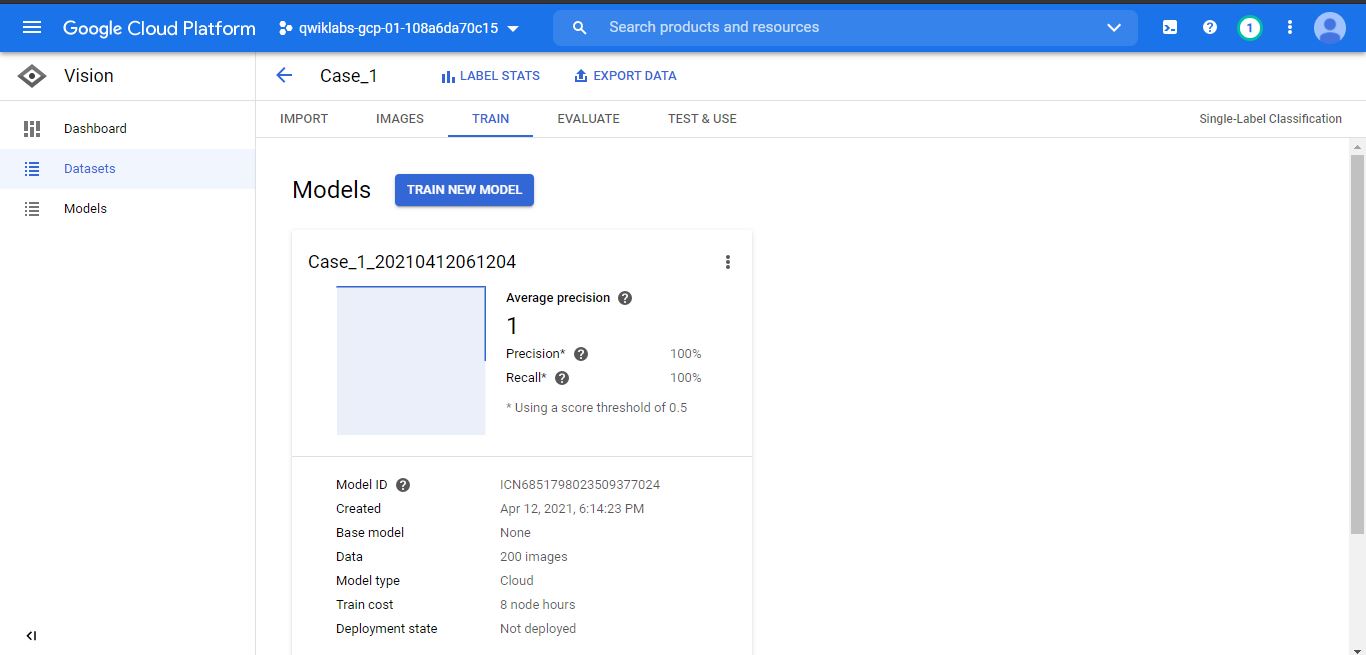 Google Cloud Platform qwiklabs-gcp-01-108a6da70c15 Search products and resources 1
Vision
Case_1 LABEL STATS EXPORT DATA
Dashboard
Datasets
Models
IMPORT IMAGES TRAIN EVALUATE TEST & USE Single-Label Classification
Models TRAIN NEW MODEL
Case_1_20210412061204
Average precision
1
Precision* 100%
Recall* 100%
* Using a score threshold of 0.5
Model ID ICN6851798023509377024
Created Apr 12, 2021, 6:14:23 PM
Base model None
Data 200 images
Model type Cloud
Train cost 8 node hours
Deployment state Not deployed